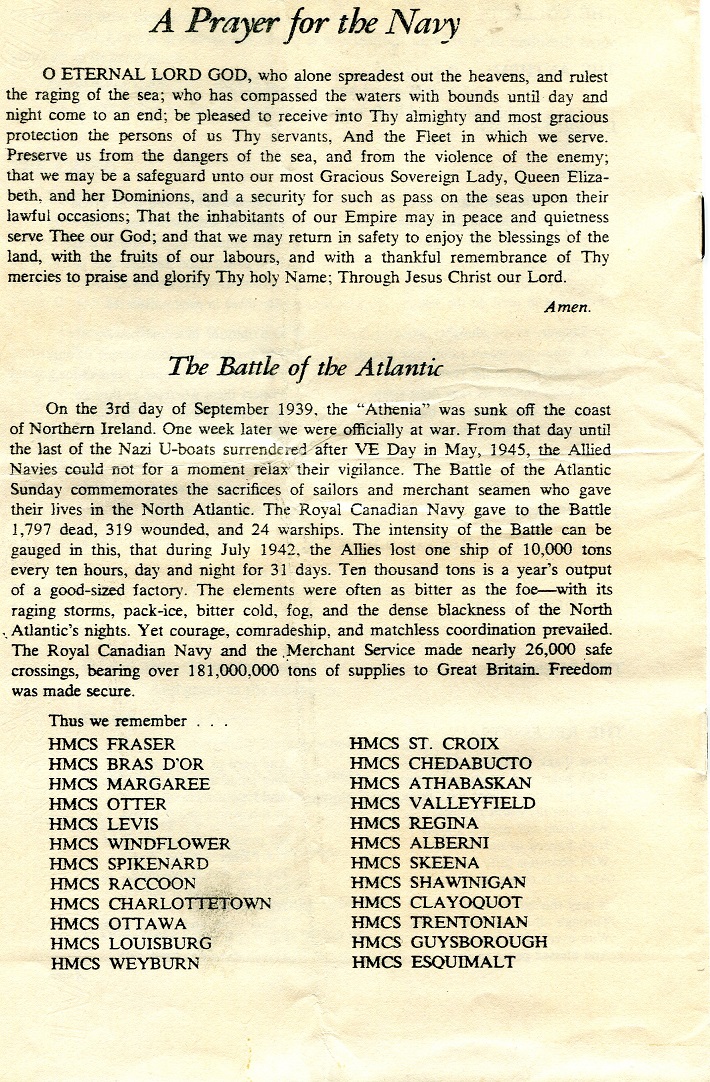 A Prayer for the Navy
O ETERNAL LORD GOD, who alone spreadest out the heavens, and rulest
the raging of the sea; who has compassed the waters with bounds until day and
night come to an end; be pleased to receive into Thy almighty and most gracious
protection the persons of us Thy servants, And the Fleet in which we serve.
Preserve us from the dangers of the sea, and from the violence of the enemy;
that we may be a safeguard unto our most Gracious Sovereign Lady, Queen Eliza-
beth, and her Dominions, and a security for such as pass on the seas upon their
lawful occasions; That the inhabitants of our Empire may in peace and quietness
serve Thee our God; and that we may return in safety to enjoy the blessings of the
land, with the fruits of our labours, and with a thankful remembrance of Thy
mercies to praise and glorify Thy holy Name; Through Jesus Christ our Lord.
Amen.
The Battle of the Atlantic
On the 3rd day of September 1939, the “Athenia” was sunk off the coast
of Northern Ireland. One week later we were officially at war. From that day until
the last of the Nazi U-boats surrendered after VE Day in May, 1945, the Allied
Navies could not for a moment relax their vigilance. The Battle of the Atlantic
Sunday commemorates the sacrifices of sailors and merchant seamen who gave
their lives in the North Atlantic. The Royal Canadian Navy gave to the Battle
1,797 dead, 319 wounded, and 24 warships. The intensity of the Battle can be
gauged in this, that during July 1942, the Allies lost one ship of 10,000 tons
every ten hours, day and night for 31 days. Ten thousand tons is a year's output
of a good-sized factory. The elements were often as bitter as the foe—with its
raging storms, pack-ice, bitter cold, fog, and the dense blackness of the North
Atlantic's nights. Yet courage, comradeship, and matchless coordination prevailed.
The Royal Canadian Navy and the Merchant Service made nearly 26,000 safe
crossings, bearing over 181,000,000 tons of supplies to Great Britain. Freedom
was made secure.
Thus we remember . . .
HMCS FRASER
HMCS BRAS D'OR
HMCS MARGAREE
HMCS OTTER
HMCS LEVIS
HMCS WINDFLOWER
HMCS SPIKENARD
HMCS RACCOON
HMCS CHARLOTTETOWN
HMCS OTTAWA
HMCS LOUISBURG
HMCS WEYBURN
HMCS ST. CROIX
HMCS CHEDABUCTO
HMCS ATHABASKAN
HMCS VALLEYFIELD
HMCS REGINA
HMCS ALBERNI
HMCS SKEENA
HMCS SHAWINIGAN
HMCS CLAYOQUOT
HMCS TRENTONIAN
HMCS GUYSBOROUGH
HMCS ESQUIMALT